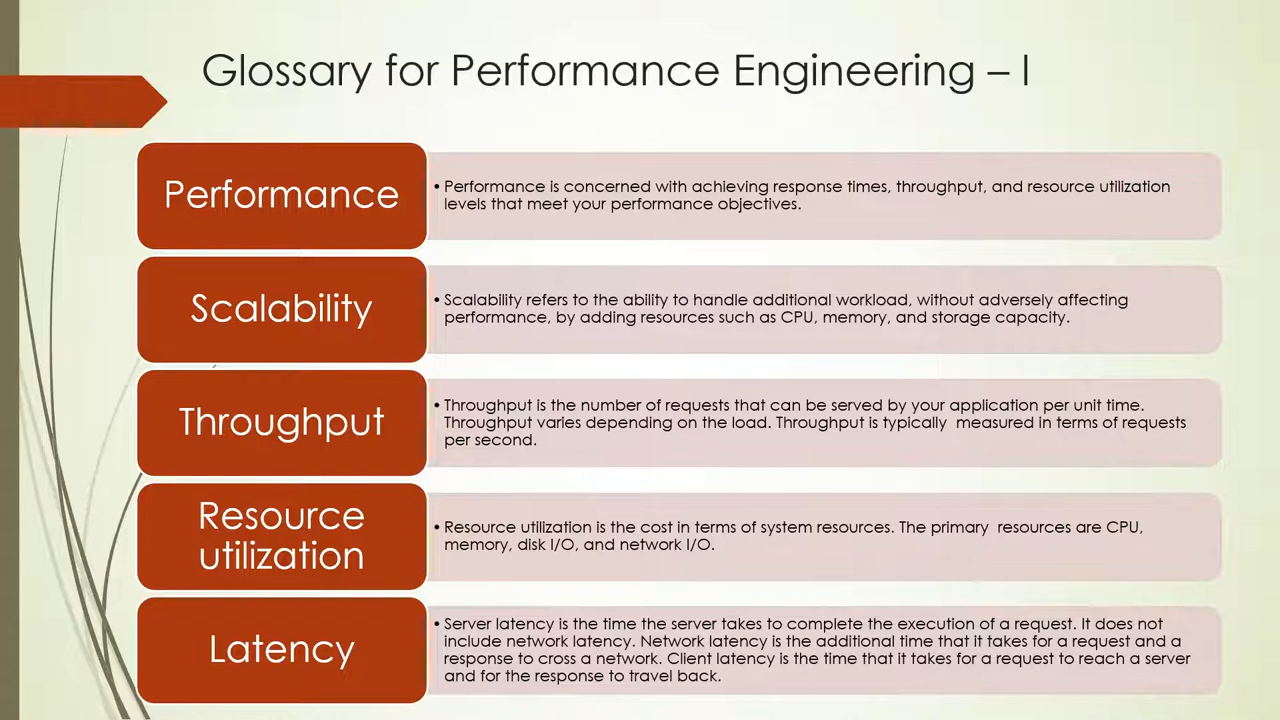 Glossary for Performance Engineering – I
Performance
• Performance is concerned with achieving response times, throughput, and resource utilization
levels that meet your performance objectives.
Scalability
• Scalability refers to the ability to handle additional workload, without adversely affecting
performance, by adding resources such as CPU, memory, and storage capacity.
Throughput
• Throughput is the number of requests that can be served by your application per unit time.
Throughput varies depending on the load. Throughput is typically  measured in terms of requests
per second.
Resource
utilization
• Resource utilization is the cost in terms of system resources. The primary  resources are CPU,
memory, disk I/O, and network I/O.
Latency
• Server latency is the time the server takes to complete the execution of a request. It does not
include network latency. Network latency is the additional time that it takes for a request and a
response to cross a network. Client latency is the time that it takes for a request to reach a server
and for the response to travel back.